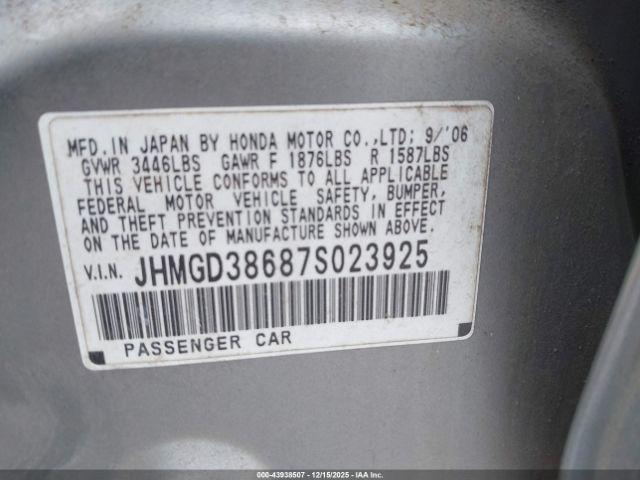 MFD. IN JAPAN BY HONDA MOTOR CO.,LTD; 9/'06
GVWR 3446LBS GAWR F 1876LBS R 1587LBS
THIS VEHICLE CONFORMS TO ALL APPLICABLE
FEDERAL MOTOR VEHICLE SAFETY, BUMPER,
AND THEFT PREVENTION STANDARDS IN EFFECT
ON THE DATE OF MANUFACTURE SHOWN ABOVE.
V.I.N. JHMGD38687S023925
PASSENGER CAR
© IAA - 43938507 - 12/15/2025 - IAAI.COM